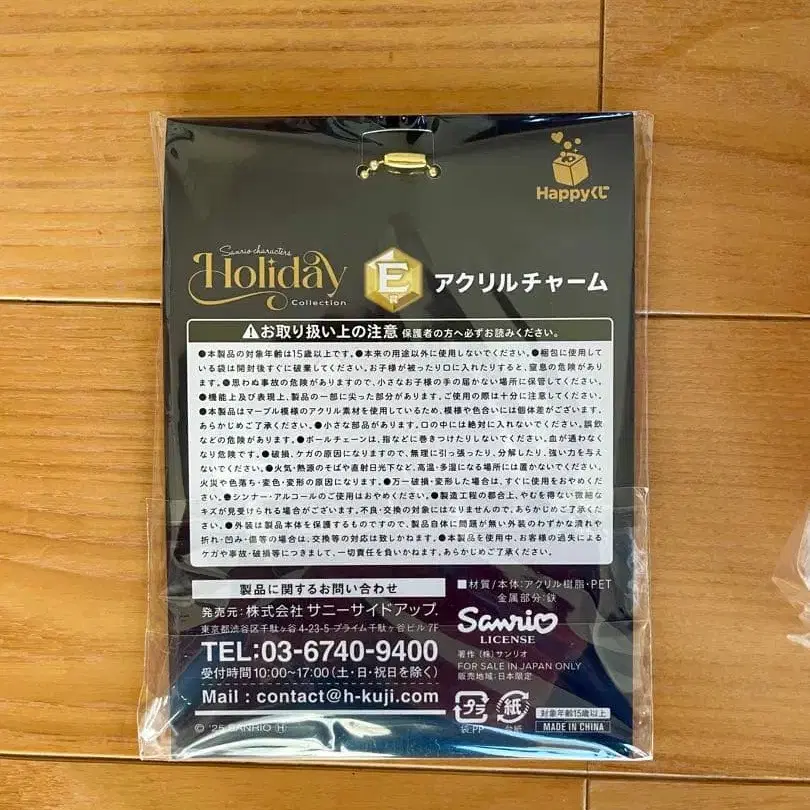 Happyくじ
Sanrio characters
Holiday
Collection
E
賞
アクリルチャーム
⚠お取り扱い上の注意 保護者の方へ必ずお読みください。
●本製品の対象年齢は15歳以上です。●本来の用途以外に使用しないでください。●梱包に使用して
いる袋は開封後すぐに破棄してください。お子様が被ったり口に入れたりすると、窒息の危険があり
ます。●思わぬ事故の危険がありますので、小さなお子様の手の届かない場所に保管してください。
●機能上及び表現上、製品の一部に尖った部分があります。ご使用の際は十分に注意してください。
●本製品はマーブル模様のアクリル素材を使用しているため、模様や色合いには個体差がございます。
あらかじめご了承ください。●小さな部品があります。口の中には絶対に入れないでください。誤飲
などの危険があります。●ボールチェーンは、指などに巻きつけたりしないでください。血が通わなく
なり危険です。●破損、ケガの原因になりますので、無理に引っ張ったり、分解したり、強い力を与え
ないでください。●火気・熱源のそばや直射日光下など、高温・多湿になる場所には置かないでください。
火災や色落ち・変色・変形の原因になります。●万一破損・変形した場合は、すぐに使用をおやめくだ
さい。●シンナー・アルコールのご使用はおやめください。●製造工程の都合上、やむを得ない微細な
キズが見受けられる場合がございます。不良・交換の対象にはなりませんので、あらかじめご了承くだ
さい。●外装は製品本体を保護するものですので、製品自体に問題が無い外装のわずかな潰れや
折れ・凹み・傷等の場合は、交換等の対応は致しかねます。●本製品を使用中、お客様の過失による
ケガや事故・破損等につきまして、一切責任を負いかねます。あらかじめご了承ください。
製品に関するお問い合わせ
発売元:株式会社 サニーサイドアップ
東京都渋谷区千駄ヶ谷4-23-5 プライム千駄ヶ谷ビル 7F
TEL:03-6740-9400
受付時間10:00～17:00(土・日・祝日を除く)
Mail : contact@h-kuji.com
© '25 SANRIO Ⓗ
■材質/本体:アクリル樹脂・PET
金属部分:鉄
Sanrio
LICENSE
著作 (株)サンリオ
FOR SALE IN JAPAN ONLY
販売地域:日本限定
プラ
袋:PP
紙
台紙
対象年齢15歳以上
MADE IN CHINA